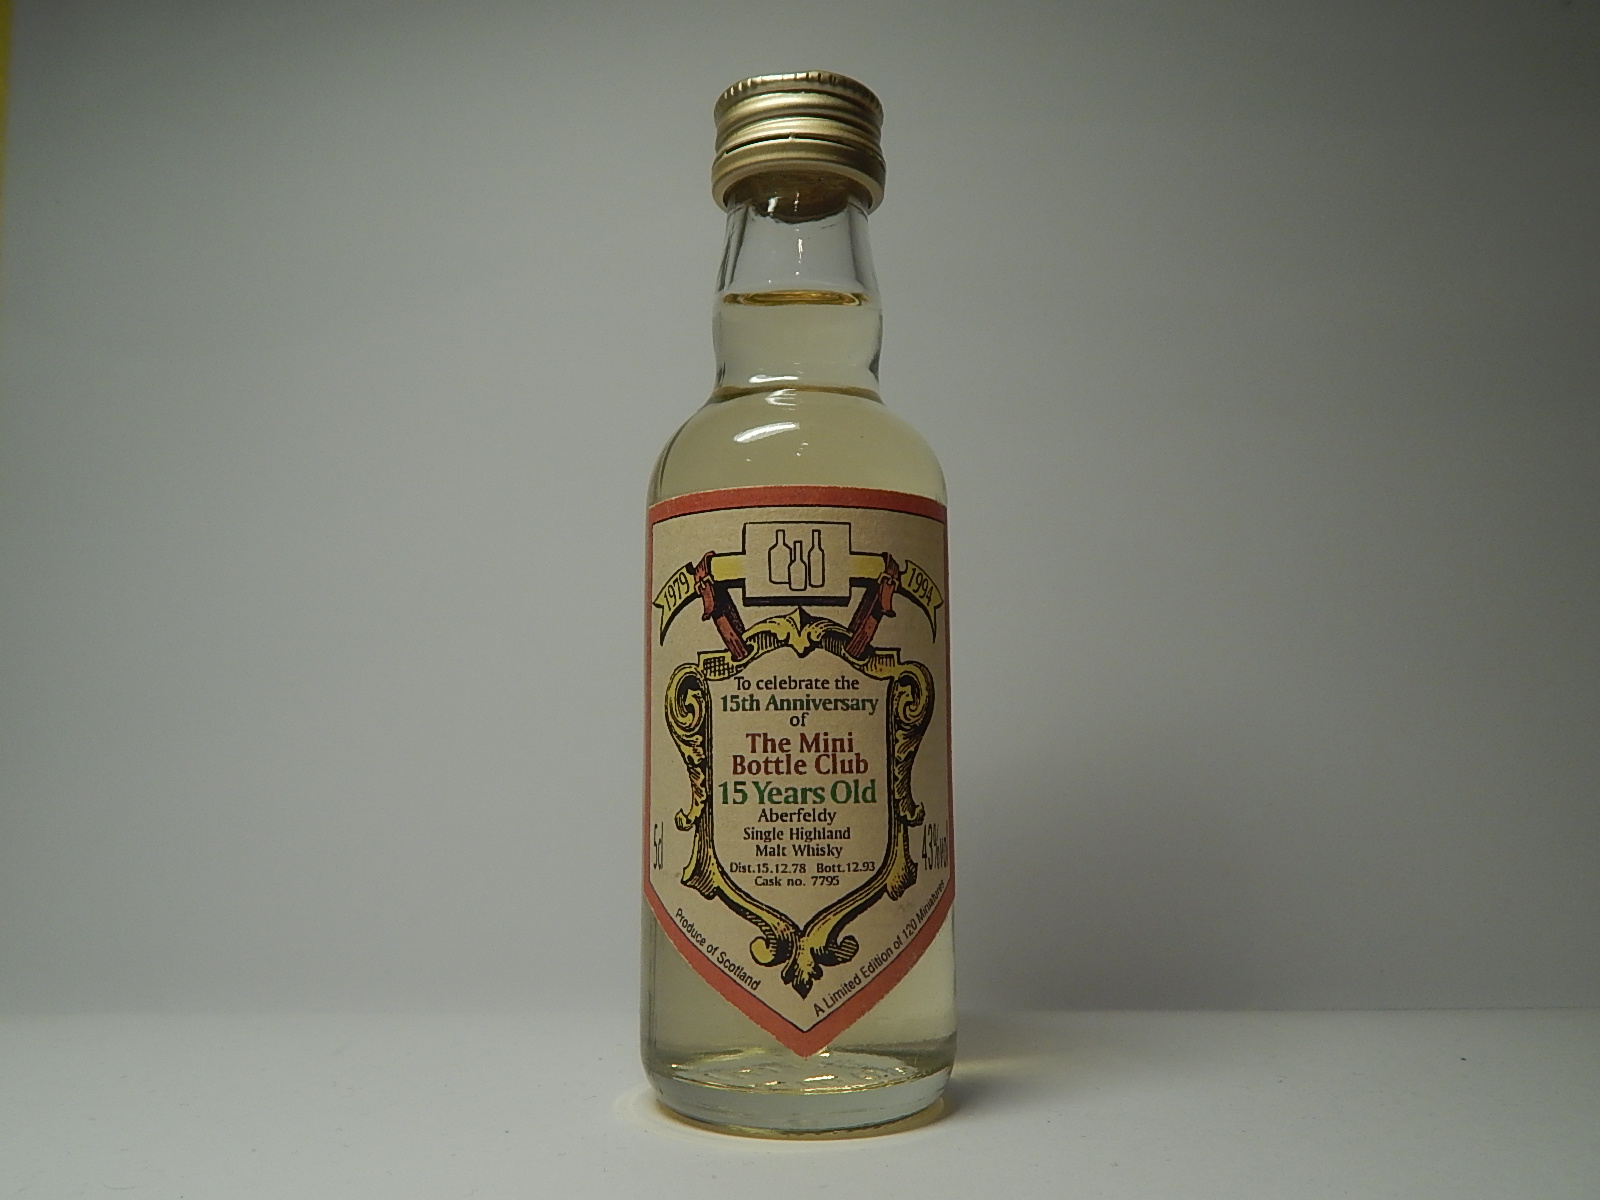 1979
1994
To celebrate the
15th Anniversary
of
The Mini
Bottle Club
15 Years Old
Aberfeldy
Single Highland
Malt Whisky
Dist.15.12.78 Bott.12.93
Cask no. 7795
5cl
43%vol
Produce of Scotland
A Limited Edition of 120 Miniatures